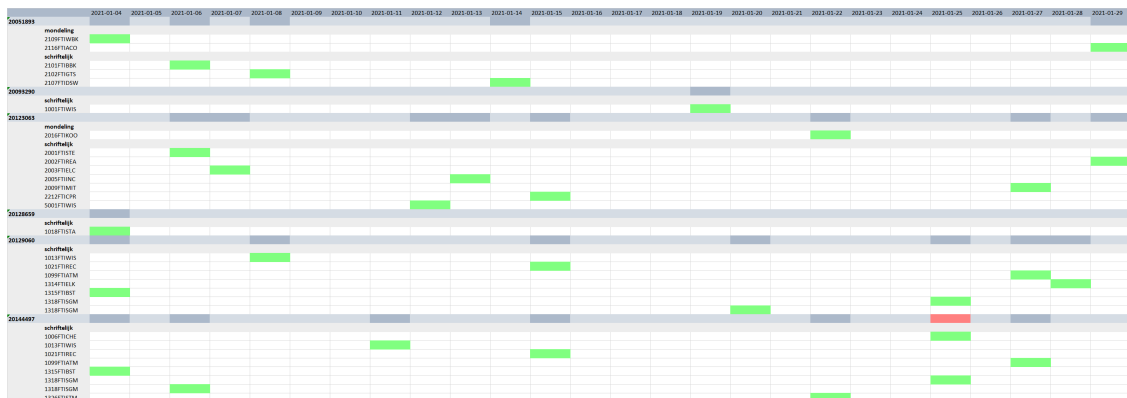 2021-01-04 2021-01-05 2021-01-06 2021-01-07 2021-01-08 2021-01-09 2021-01-10 2021-01-11 2021-01-12 2021-01-13 2021-01-14 2021-01-15 2021-01-16 2021-01-17 2021-01-18 2021-01-19 2021-01-20 2021-01-21 2021-01-22 2021-01-23 2021-01-24 2021-01-25 2021-01-26 2021-01-27 2021-01-28 2021-01-29
20051893
mondeling
2109FTIWBK
2116FTIACO
schriftelijk
2101FTIBBK
2102FTIGTS
2107FTIDSW
20093290
schriftelijk
1001FTIWIS
20123063
mondeling
2016FTIKOO
schriftelijk
2001FTISTE
2002FTIREA
2003FTIELC
2005FTIINC
2009FTIMIT
2212FTICPR
5001FTIWIS
20128659
schriftelijk
1018FTISTA
20129060
schriftelijk
1013FTIWIS
1021FTIREC
1099FTIATM
1314FTIELK
1315FTIBST
1318FTISGM
1318FTISGM
20144497
schriftelijk
1006FTICHE
1013FTIWIS
1021FTIREC
1099FTIATM
1315FTIBST
1318FTISGM
1318FTISGM